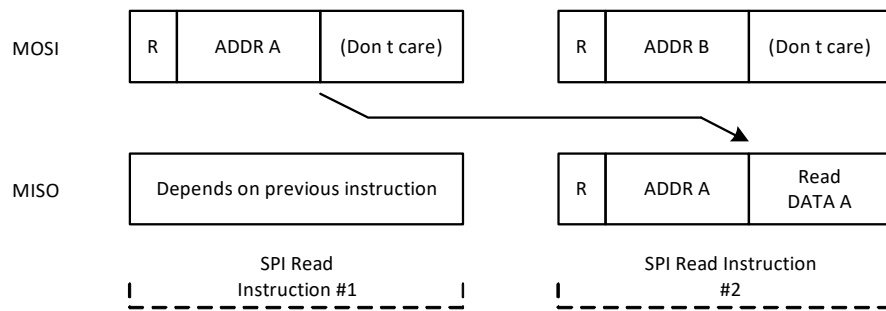 MOSI
R
ADDR A
(Don t care)
R
ADDR B
(Don t care)
MISO
Depends on previous instruction
R
ADDR A
Read
DATA A
SPI Read
Instruction #1
SPI Read Instruction
#2